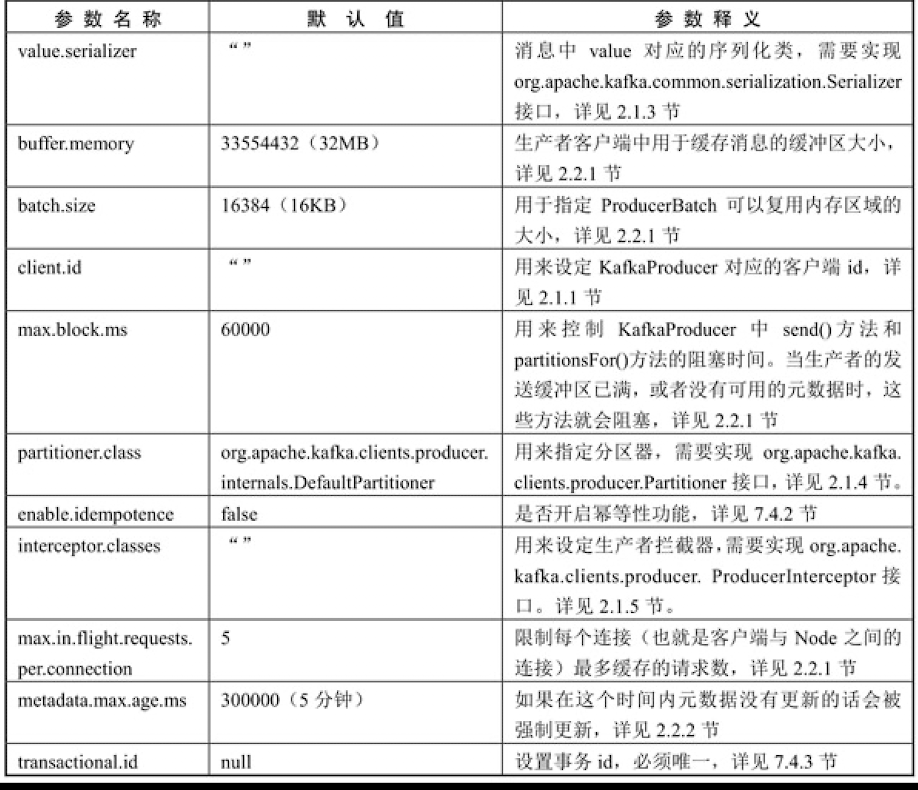 参数名称 默认值 参数释义
value.serializer “” 消息中 value 对应的序列化类，需要实现
org.apache.kafka.common.serialization.Serializer
接口，详见 2.1.3 节
buffer.memory 33554432（32MB） 生产者客户端中用于缓存消息的缓冲区大小，
详见 2.2.1 节
batch.size 16384（16KB） 用于指定 ProducerBatch 可以复用内存区域的
大小，详见 2.2.1 节
client.id “” 用来设定 KafkaProducer 对应的客户端 id，详
见 2.1.1 节
max.block.ms 60000 用来控制 KafkaProducer 中 send()方法和
partitionsFor()方法的阻塞时间。当生产者的发
送缓冲区已满，或者没有可用的元数据时，这
些方法就会阻塞，详见 2.2.1 节
partitioner.class org.apache.kafka.clients.producer. 用来指定分区器，需要实现 org.apache.kafka.
internals.DefaultPartitioner clients.producer.Partitioner 接口，详见 2.1.4 节。
enable.idempotence false 是否开启幂等性功能，详见 7.4.2 节
interceptor.classes “” 用来设定生产者拦截器，需要实现 org.apache.
kafka.clients.producer. ProducerInterceptor 接
口。详见 2.1.5 节。
max.in.flight.requests. 5 限制每个连接（也就是客户端与 Node 之间的
per.connection 连接）最多缓存的请求数，详见 2.2.1 节
metadata.max.age.ms 300000（5 分钟） 如果在这个时间内元数据没有更新的话会被
强制更新，详见 2.2.2 节
transactional.id null 设置事务 id，必须唯一，详见 7.4.3 节